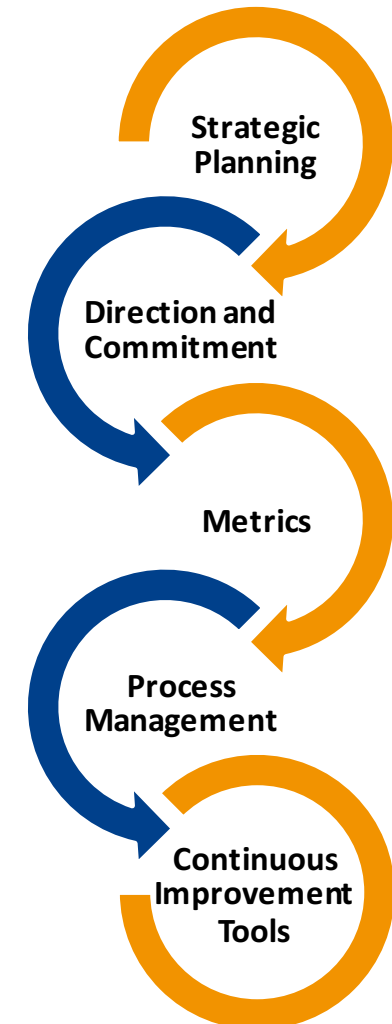 Strategic
Planning
Direction and
Commitment
Metrics
Process
Management
Continuous
Improvement
Tools